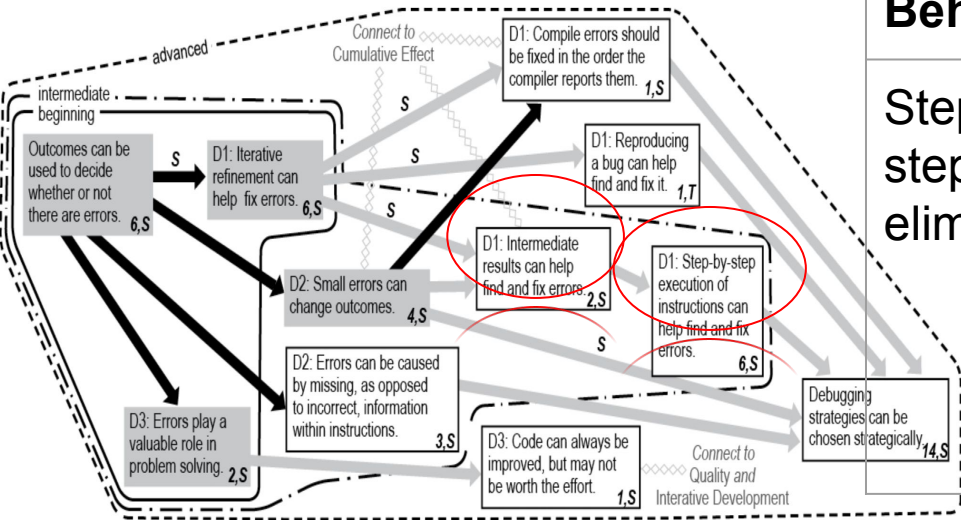 advanced
intermediate
beginning
Outcomes can be
used to decide
whether or not
there are errors.
6,S
S
D1: Iterative
refinement can
help fix errors.
6,S
Connect to
Cumulative Effect
S
S
S
D1: Compile errors should
be fixed in the order the
compiler reports them.
1,S
D1: Reproducing
a bug can help
find and fix it.
1,T
D1: Intermediate
results can help
find and fix errors.
2,S
D1: Step-by-step
execution of
instructions can
help find and fix
errors.
6,S
D2: Small errors can
change outcomes.
4,S
S
D2: Errors can be caused
by missing, as opposed
to incorrect, information
within instructions.
3,S
D3: Errors play a
valuable role in
problem solving.
2,S
D3: Code can always be
improved, but may not
be worth the effort.
1,S
Connect to
Quality and
Interative Development
Debugging
strategies can be
chosen strategically
14,S
Beh
Step
step
elim